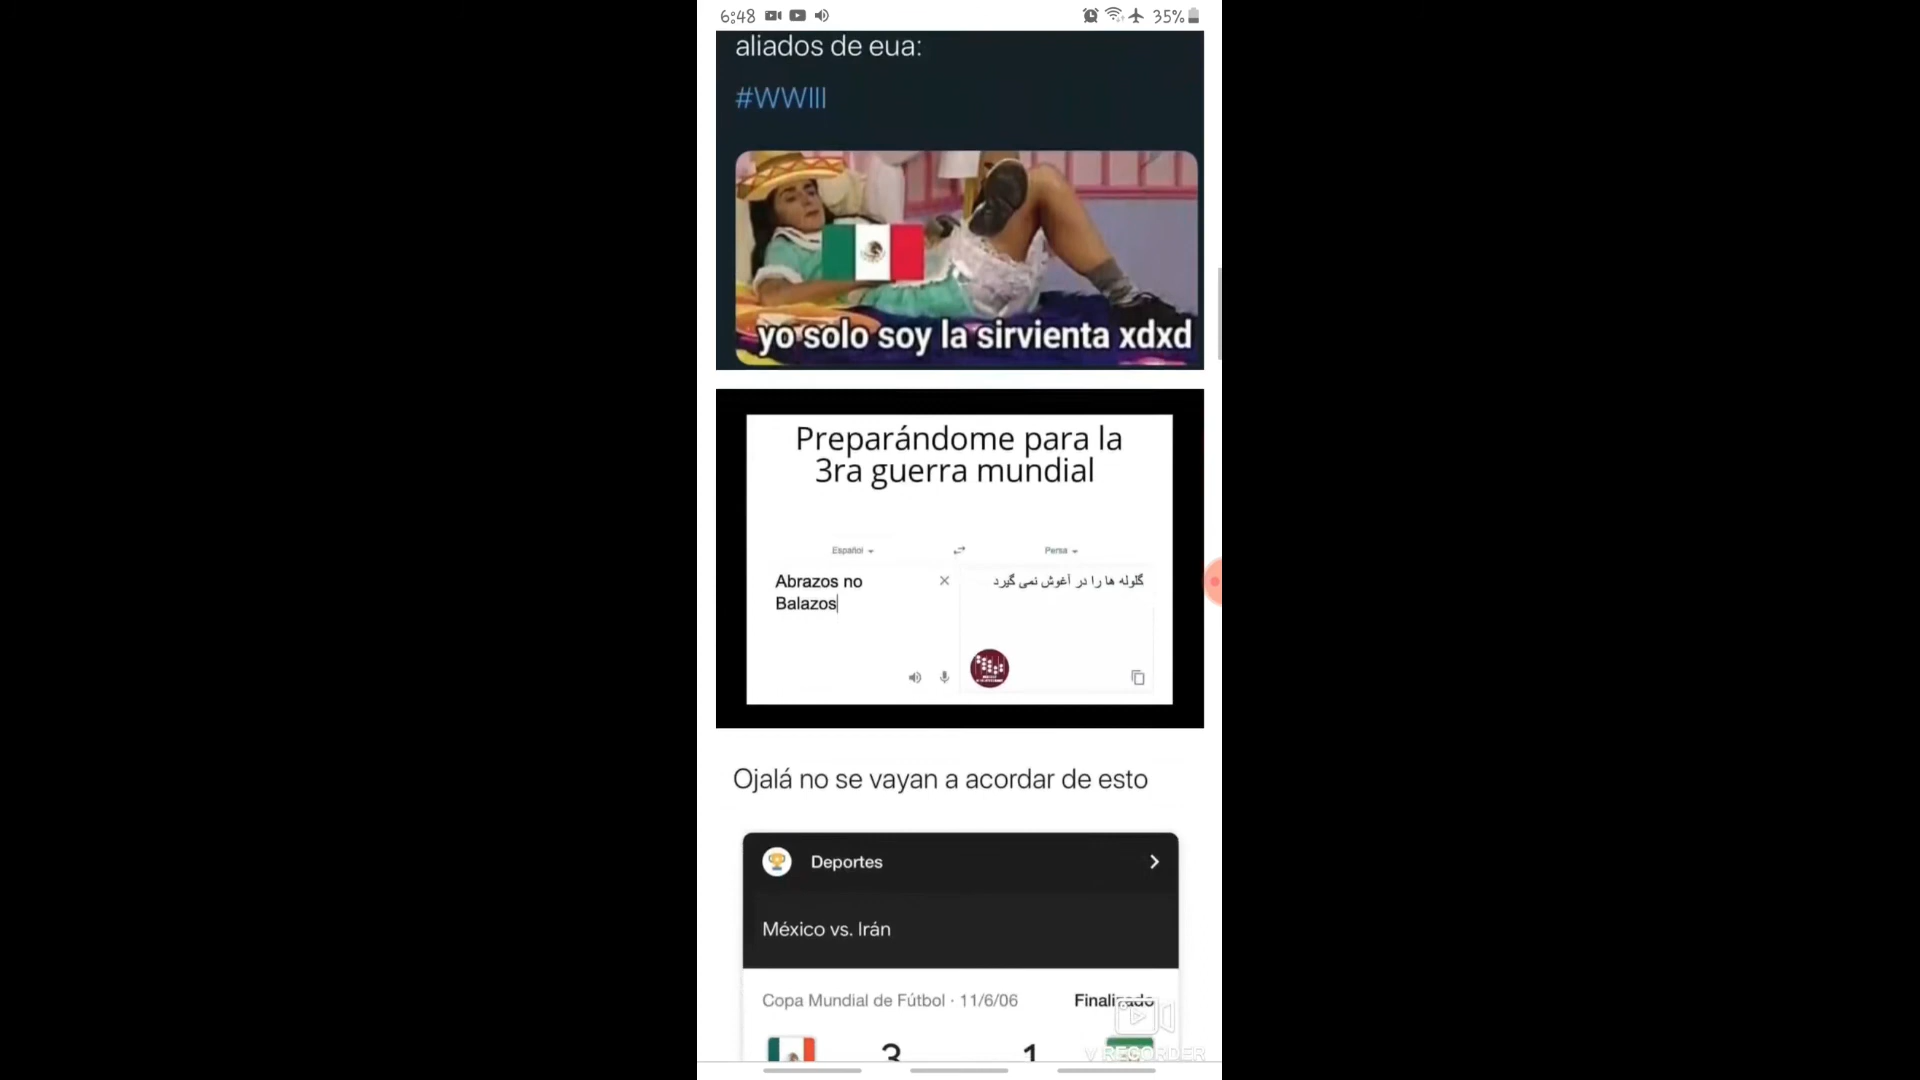 6:48
35%
aliados de eua:
#WWIII
yo solo soy la sirvienta xdxd
Preparándome para la
3ra guerra mundial
Español
Persa
Abrazos no
Balazos
گلوله ها را در آغوش نمی گیرد
Ojalá no se vayan a acordar de esto
Deportes
México vs. Irán
Copa Mundial de Fútbol · 11/6/06
Finalizado
3
1
V RECORDER